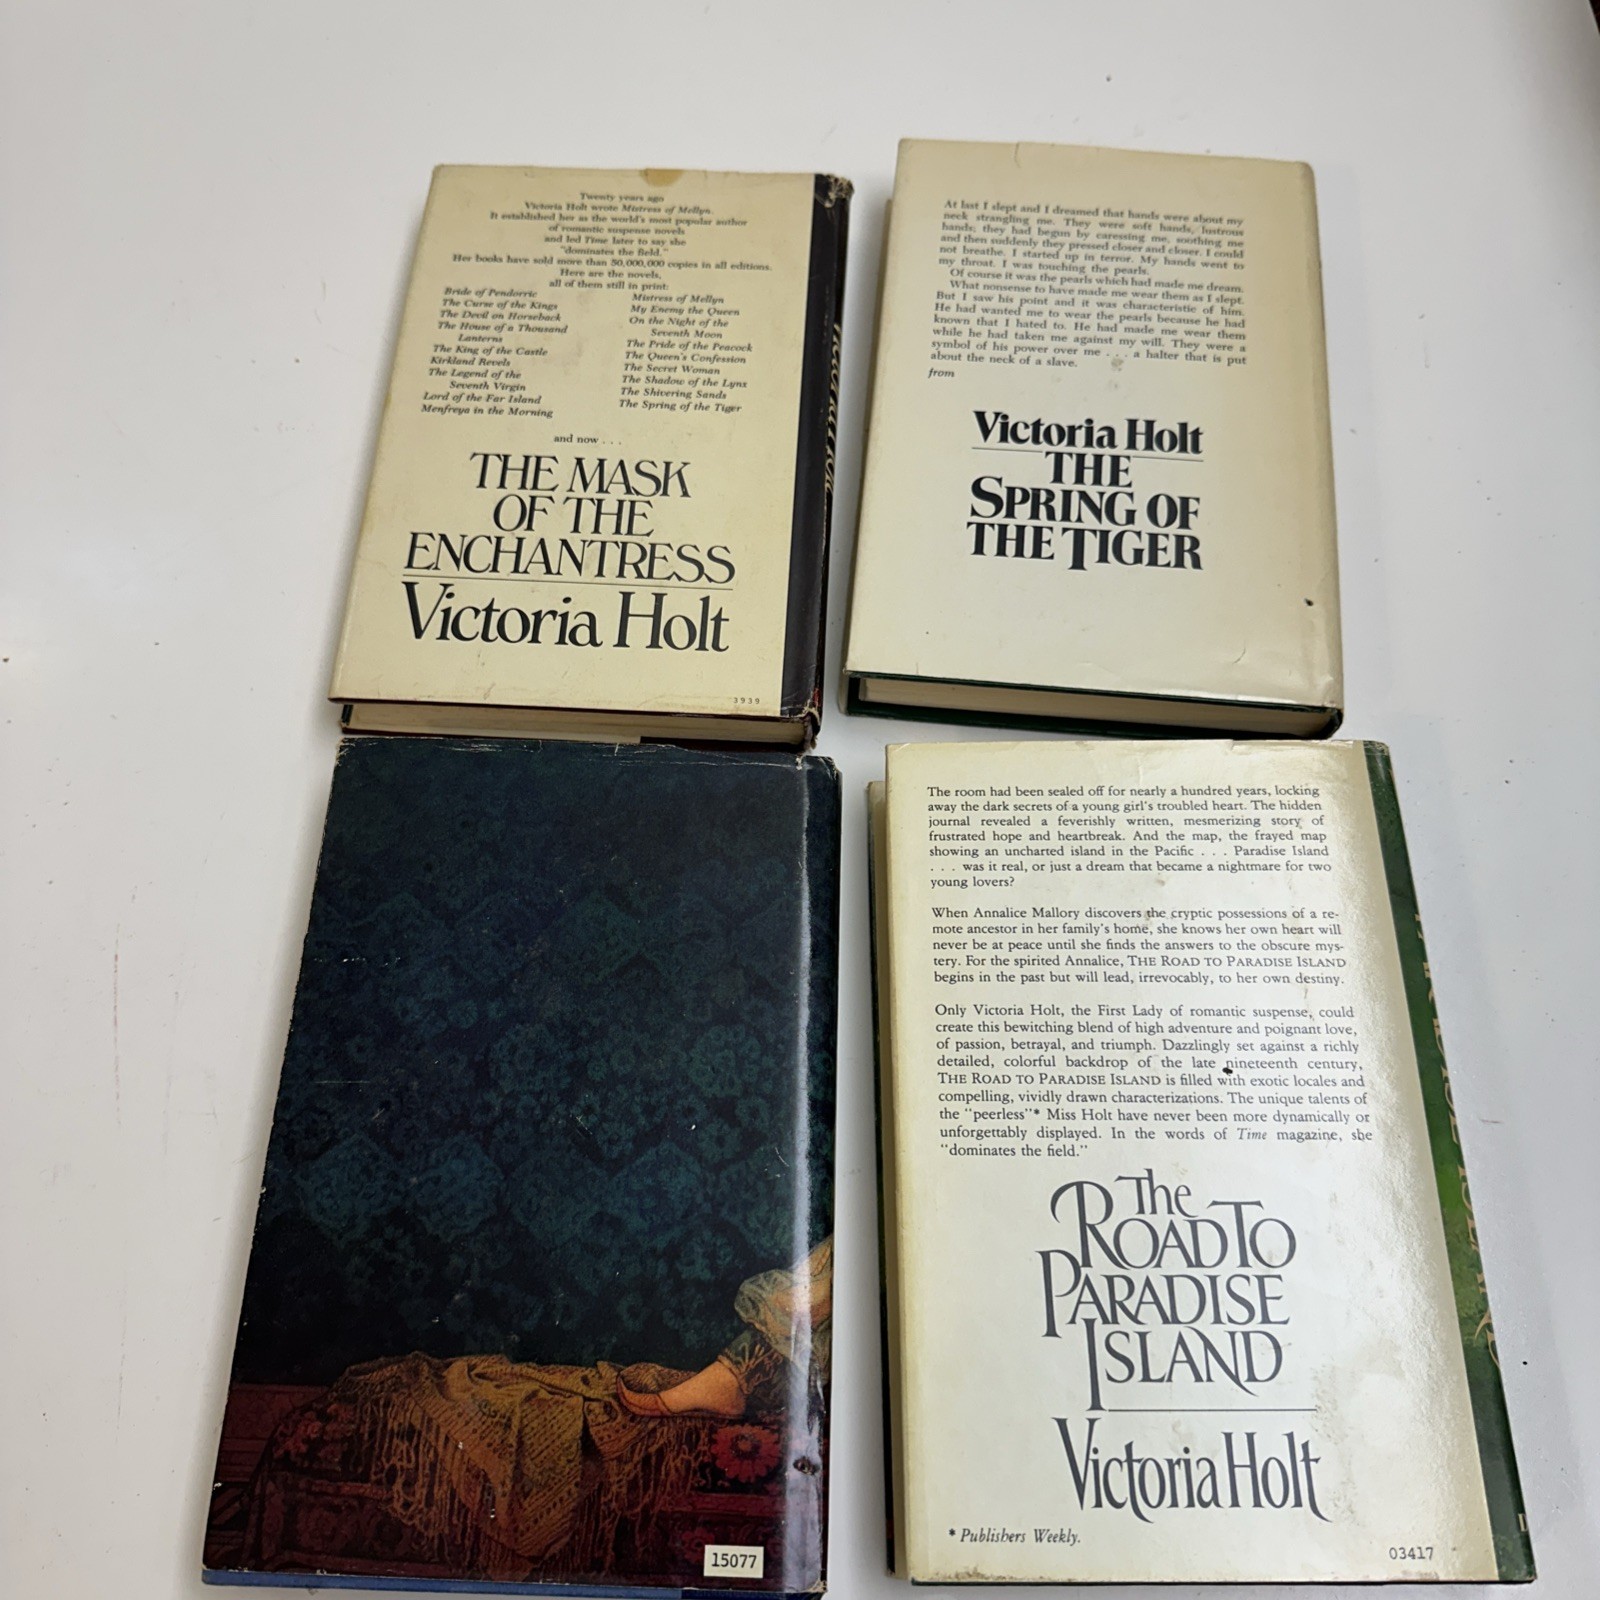 Twenty years ago
Victoria Holt wrote Mistress of Mellyn.
It established her as the world's most popular author
of romantic suspense novels
and led Time later to say she
"dominates the field."
Her books have sold more than 50,000,000 copies in all editions.
Here are the novels,
all of them still in print:
Bride of Pendorric
The Curse of the Kings
The Devil on Horseback
The House of a Thousand
Lanterns
The King of the Castle
Kirkland Revels
The Legend of the
Seventh Virgin
Lord of the Far Island
Menfreya in the Morning
Mistress of Mellyn
My Enemy the Queen
On the Night of the
Seventh Moon
The Pride of the Peacock
The Queen's Confession
The Secret Woman
The Shadow of the Lynx
The Shivering Sands
The Spring of the Tiger
and now . . .
THE MASK
OF THE
ENCHANTRESS
Victoria Holt
3939
At last I slept and I dreamed that hands were about my
neck strangling me. They were soft hands, lustrous
hands; they had begun by caressing me, soothing me
and then suddenly they pressed closer and closer. I could
not breathe. I started up in terror. My hands went to
my throat. I was touching the pearls.
Of course it was the pearls which had made me dream.
What nonsense to have made me wear them as I slept.
But I saw his point and it was characteristic of him.
He had wanted me to wear the pearls because he had
known that I hated to. He had made me wear them
while he had taken me against my will. They were a
symbol of his power over me . . . a halter that is put
about the neck of a slave.
from
Victoria Holt
THE
SPRING OF
THE TIGER
15077
The room had been sealed off for nearly a hundred years, locking
away the dark secrets of a young girl's troubled heart. The hidden
journal revealed a feverishly written, mesmerizing story of
frustrated hope and heartbreak. And the map, the frayed map
showing an uncharted island in the Pacific . . . Paradise Island
. . . was it real, or just a dream that became a nightmare for two
young lovers?
When Annalice Mallory discovers the cryptic possessions of a re-
mote ancestor in her family's home, she knows her own heart will
never be at peace until she finds the answers to the obscure mys-
tery. For the spirited Annalice, THE ROAD TO PARADISE ISLAND
begins in the past but will lead, irrevocably, to her own destiny.
Only Victoria Holt, the First Lady of romantic suspense, could
create this bewitching blend of high adventure and poignant love,
of passion, betrayal, and triumph. Dazzlingly set against a richly
detailed, colorful backdrop of the late nineteenth century,
THE ROAD TO PARADISE ISLAND is filled with exotic locales and
compelling, vividly drawn characterizations. The unique talents of
the "peerless"* Miss Holt have never been more dynamically or
unforgettably displayed. In the words of Time magazine, she
"dominates the field."
The
ROAD TO
PARADISE
ISLAND
Victoria Holt
* Publishers Weekly.
03417